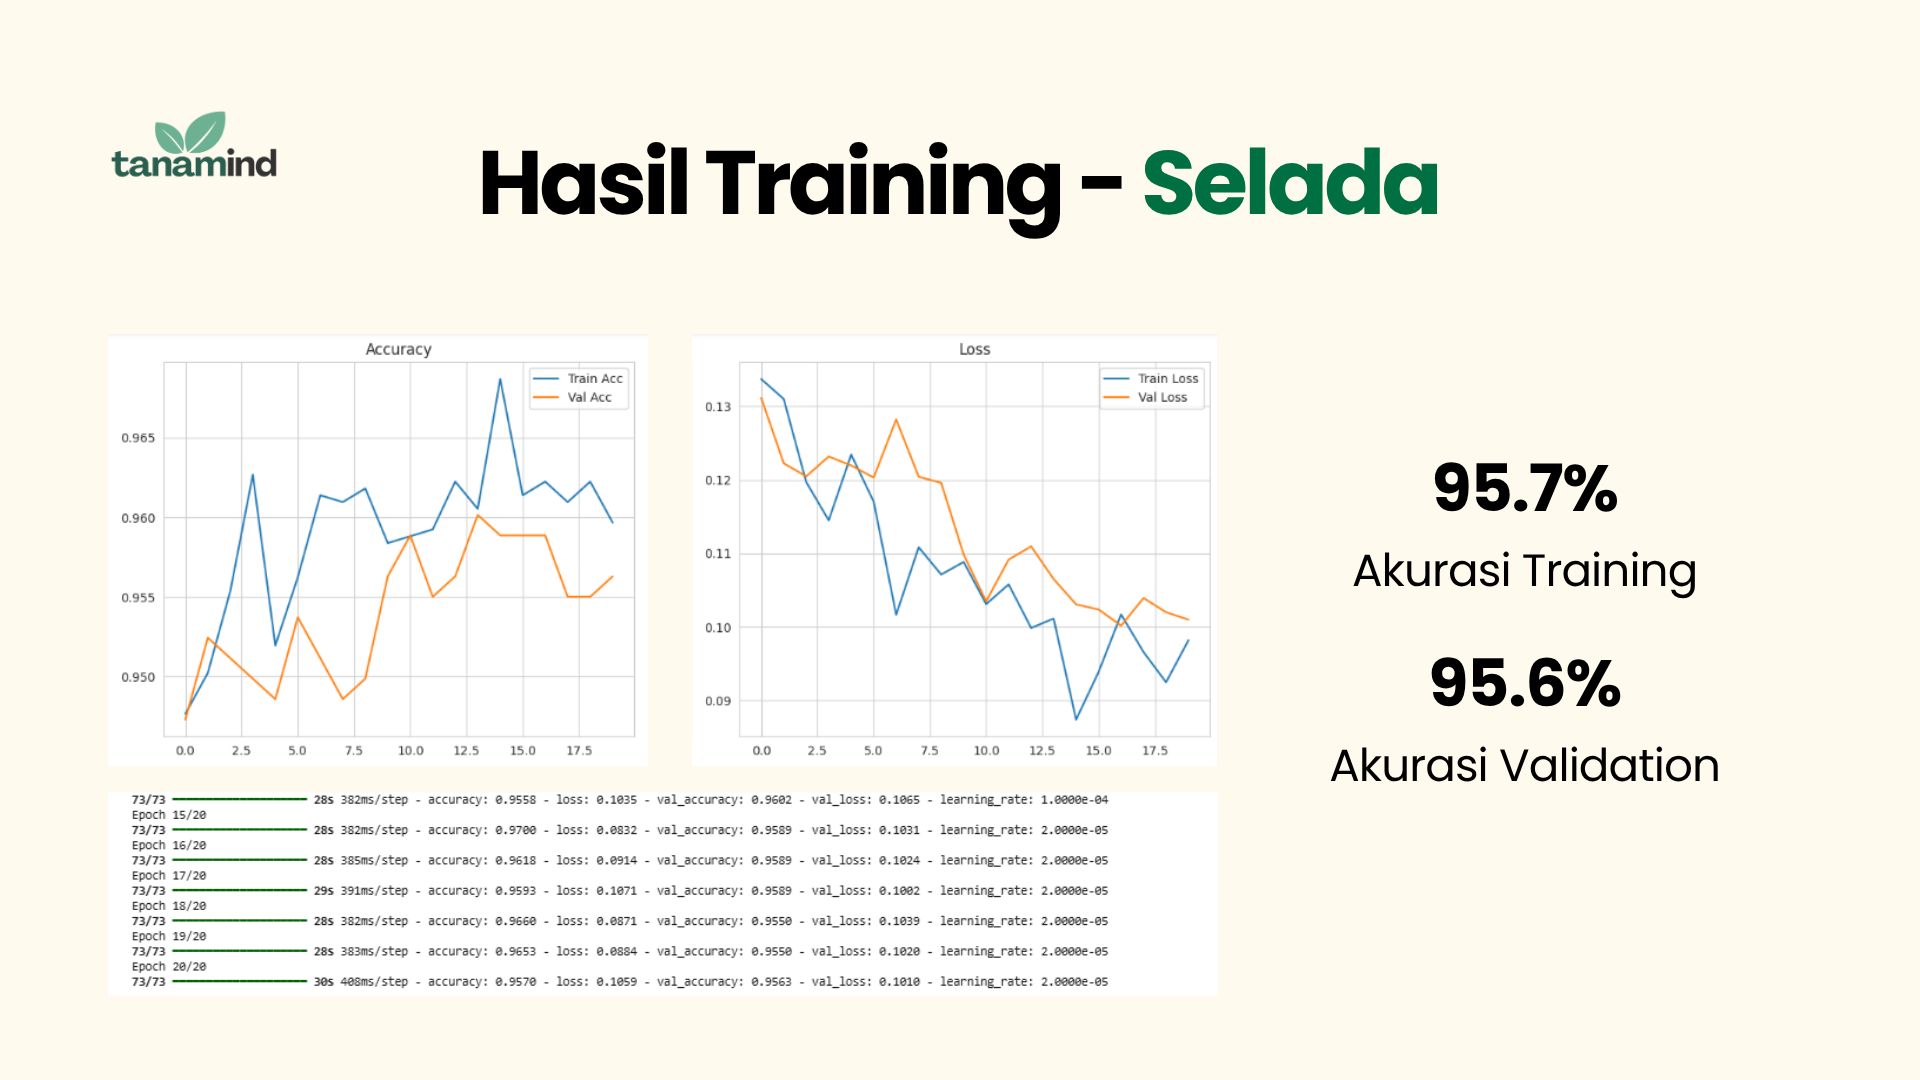 tanamind
Hasil Training - Selada
Accuracy
Train Acc
Val Acc
0.965
0.960
0.955
0.950
0.0 2.5 5.0 7.5 10.0 12.5 15.0 17.5
Loss
Train Loss
Val Loss
0.13
0.12
0.11
0.10
0.09
0.0 2.5 5.0 7.5 10.0 12.5 15.0 17.5
95.7%
Akurasi Training
95.6%
Akurasi Validation
73/73 28s 382ms/step - accuracy: 0.9558 - loss: 0.1035 - val_accuracy: 0.9602 - val_loss: 0.1065 - learning_rate: 1.0000e-04
Epoch 15/20
73/73 28s 382ms/step - accuracy: 0.9700 - loss: 0.0832 - val_accuracy: 0.9589 - val_loss: 0.1031 - learning_rate: 2.0000e-05
Epoch 16/20
73/73 28s 385ms/step - accuracy: 0.9618 - loss: 0.0914 - val_accuracy: 0.9589 - val_loss: 0.1024 - learning_rate: 2.0000e-05
Epoch 17/20
73/73 29s 391ms/step - accuracy: 0.9593 - loss: 0.1071 - val_accuracy: 0.9589 - val_loss: 0.1002 - learning_rate: 2.0000e-05
Epoch 18/20
73/73 28s 382ms/step - accuracy: 0.9660 - loss: 0.0871 - val_accuracy: 0.9550 - val_loss: 0.1039 - learning_rate: 2.0000e-05
Epoch 19/20
73/73 28s 383ms/step - accuracy: 0.9653 - loss: 0.0884 - val_accuracy: 0.9550 - val_loss: 0.1020 - learning_rate: 2.0000e-05
Epoch 20/20
73/73 30s 408ms/step - accuracy: 0.9570 - loss: 0.1059 - val_accuracy: 0.9563 - val_loss: 0.1010 - learning_rate: 2.0000e-05